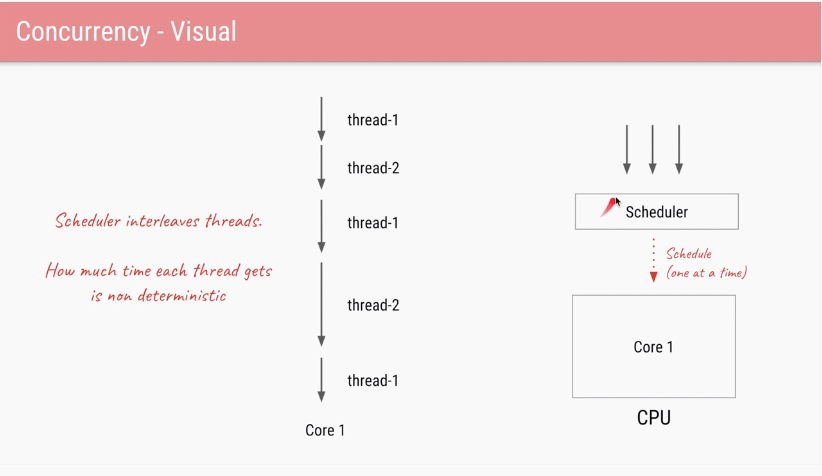 Concurrency - Visual
thread-1
thread-2
thread-1
thread-2
thread-1
Core 1
Scheduler interleaves threads.
How much time each thread gets
is non deterministic
Scheduler
Schedule
(one at a time)
Core 1
CPU